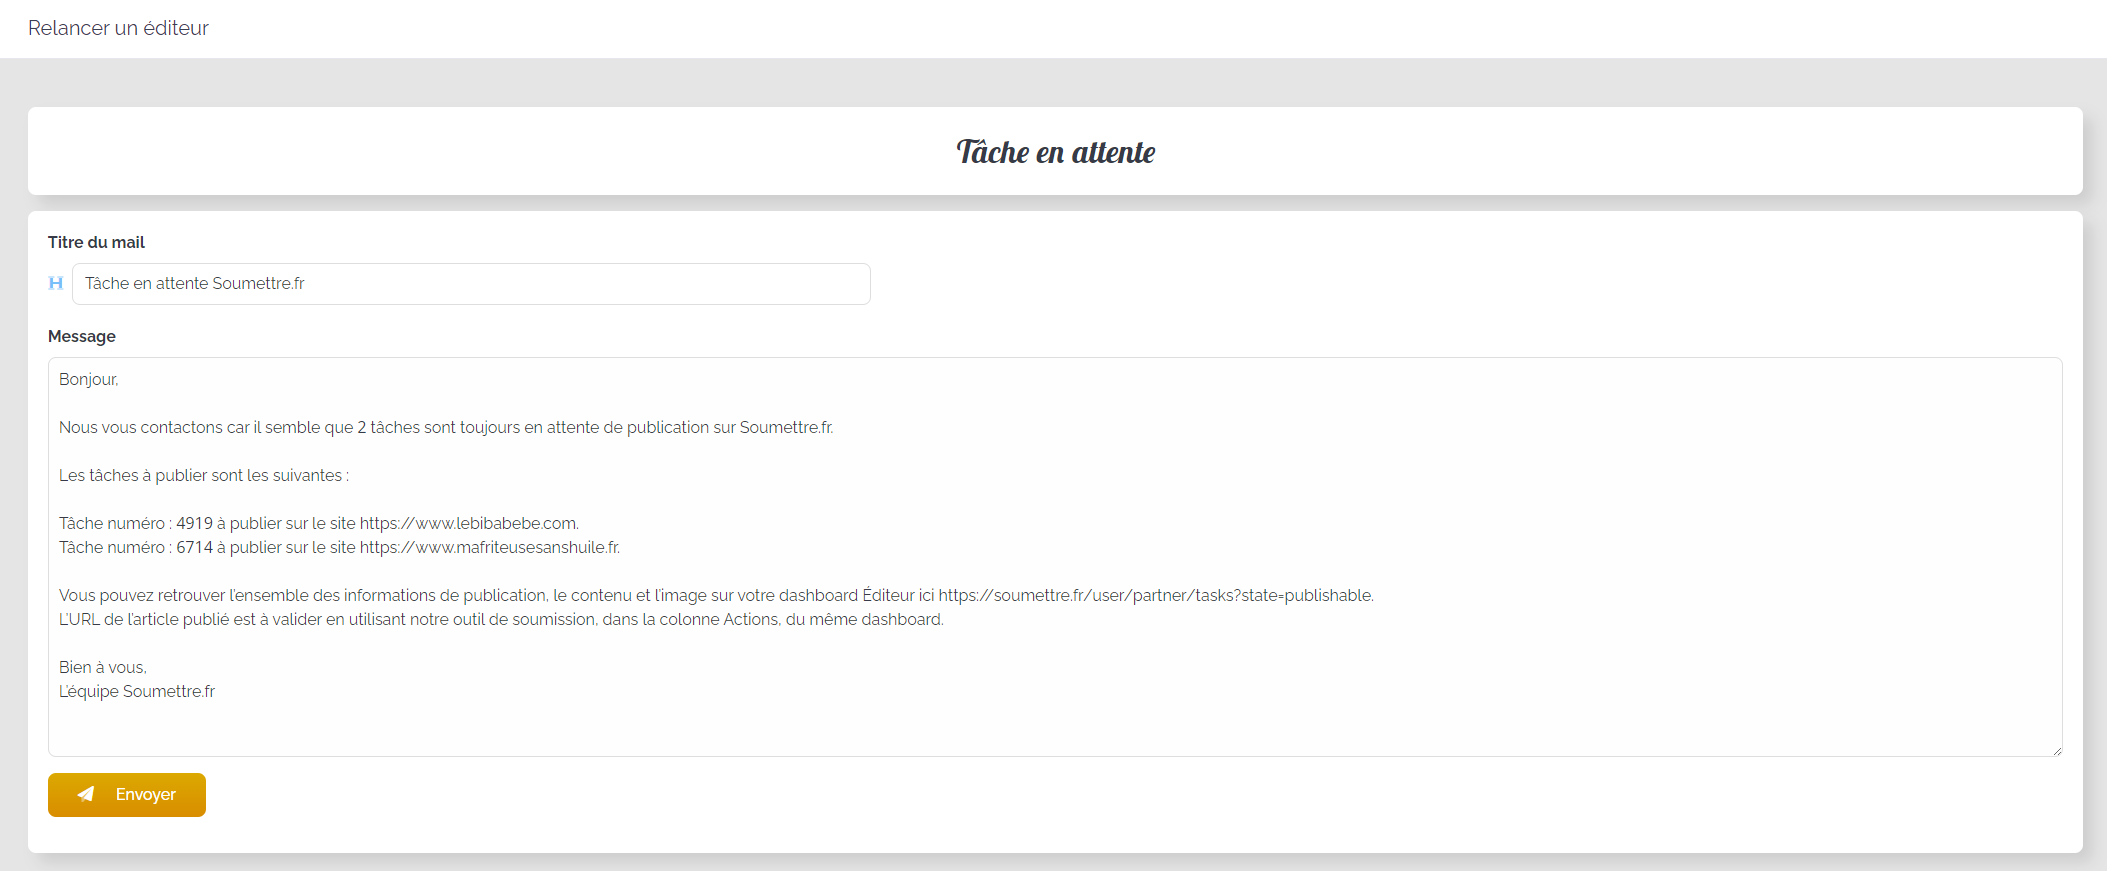 Relancer un éditeur
Tâche en attente
Titre du mail
H Tâche en attente Soumettre.fr
Message
Bonjour,
Nous vous contactons car il semble que 2 tâches sont toujours en attente de publication sur Soumettre.fr.
Les tâches à publier sont les suivantes :
Tâche numéro : 4919 à publier sur le site https://www.lebibabebe.com.
Tâche numéro : 6714 à publier sur le site https://www.mafriteusesanshuile.fr.
Vous pouvez retrouver l'ensemble des informations de publication, le contenu et l'image sur votre dashboard Éditeur ici https://soumettre.fr/user/partner/tasks?state=publishable.
L'URL de l'article publié est à valider en utilisant notre outil de soumission, dans la colonne Actions, du même dashboard.
Bien à vous,
L'équipe Soumettre.fr
Envoyer